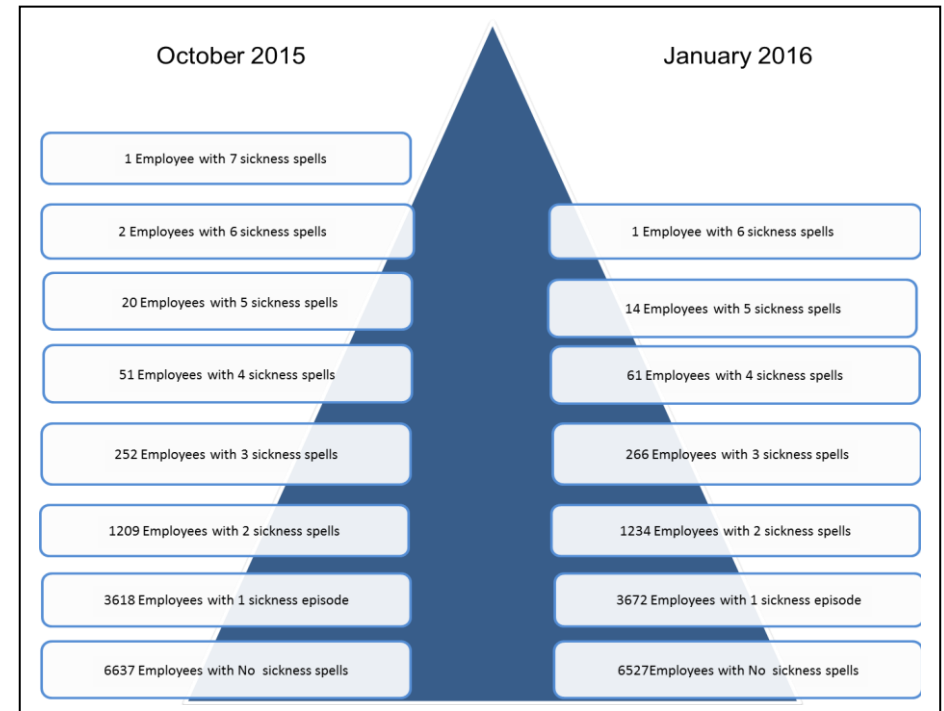 October 2015
January 2016
1 Employee with 7 sickness spells
2 Employees with 6 sickness spells
1 Employee with 6 sickness spells
20 Employees with 5 sickness spells
14 Employees with 5 sickness spells
51 Employees with 4 sickness spells
61 Employees with 4 sickness spells
252 Employees with 3 sickness spells
266 Employees with 3 sickness spells
1209 Employees with 2 sickness spells
1234 Employees with 2 sickness spells
3618 Employees with 1 sickness episode
3672 Employees with 1 sickness episode
6637 Employees with No sickness spells
6527Employees with No sickness spells